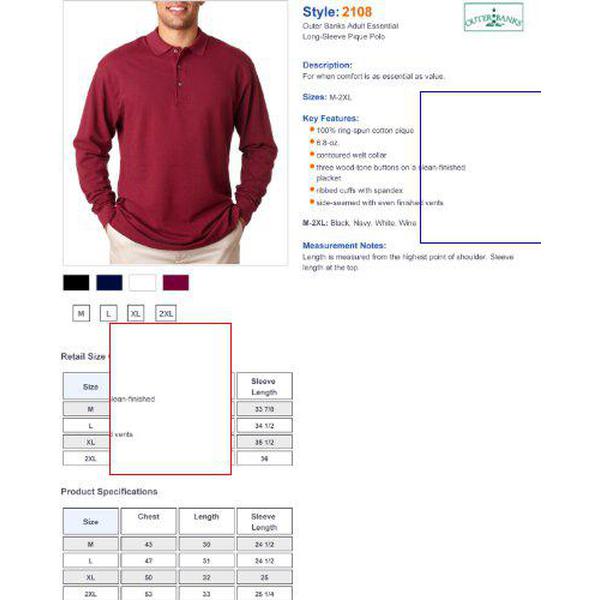 Style: 2108
Outer Banks Adult Essential
Long-Sleeve Pique Polo
OUTER BANKS
Description:
For when comfort is as essential as value.
Sizes: M-2XL
Key Features:
100% ring-spun cotton pique
6.8-oz.
contoured welt collar
three wood-tone buttons on a clean-finished
placket
ribbed cuffs with spandex
side-seamed with even finished vents
M-2XL: Black, Navy, White, Wine
Measurement Notes:
Length is measured from the highest point of shoulder. Sleeve
length at the top.
M L XL 2XL
Retail Size
Size Sleeve
Length
lean-finished
M 33 7/8
L 34 1/2
vents
XL 35 1/2
2XL 36
Product Specifications
Size Chest Length Sleeve
Length
M 43 30 24 1/2
L 47 31 24 1/2
XL 50 32 25
2XL 53 33 25 1/4